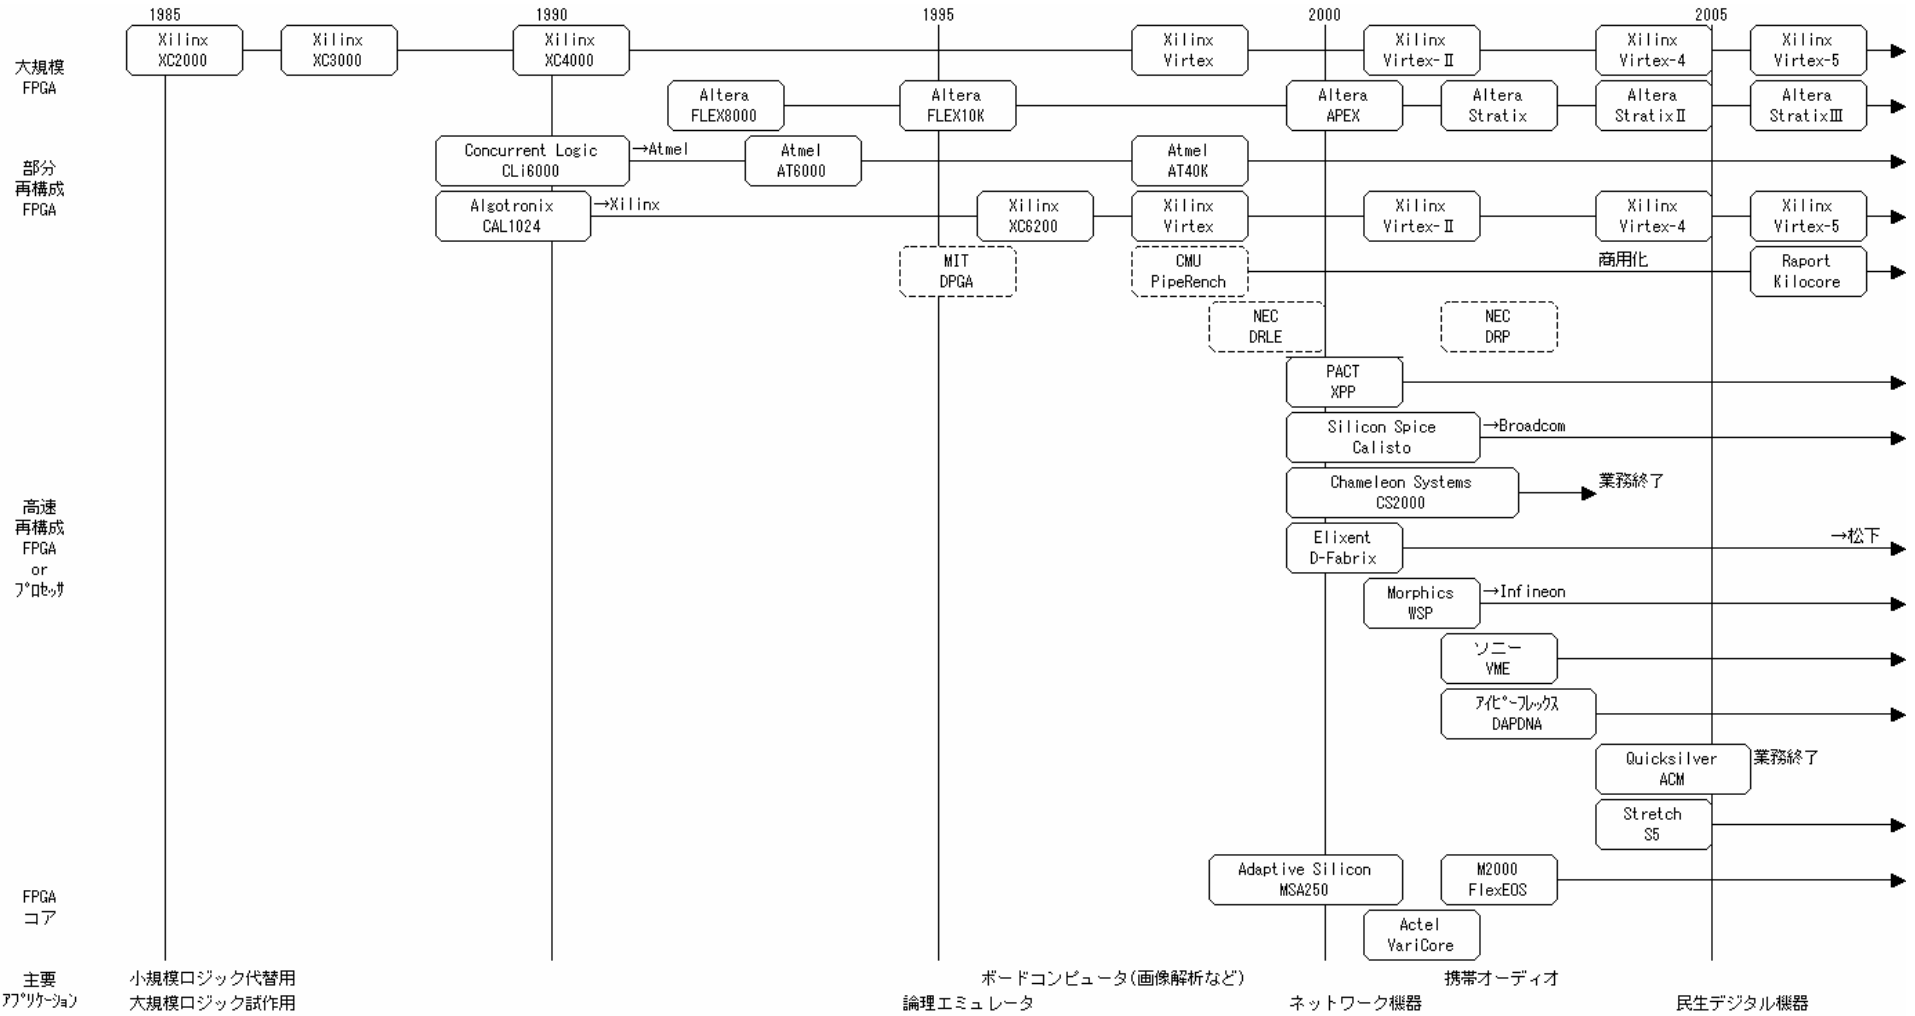 1985
1990
1995
2000
2005
大規模
FPGA
Xilinx
XC2000
Xilinx
XC3000
Xilinx
XC4000
Xilinx
Virtex
Xilinx
Virtex-Ⅱ
Xilinx
Virtex-4
Xilinx
Virtex-5
Altera
FLEX8000
Altera
FLEX10K
Altera
APEX
Altera
Stratix
Altera
StratixⅡ
Altera
StratixⅢ
部分
再構成
FPGA
Concurrent Logic
CLi6000
→Atmel
Atmel
AT6000
Atmel
AT40K
Algotronix
CAL1024
→Xilinx
Xilinx
XC6200
Xilinx
Virtex
Xilinx
Virtex-Ⅱ
Xilinx
Virtex-4
Xilinx
Virtex-5
高速
再構成
FPGA
or
プロセッサ
MIT
DPGA
CMU
PipeRench
商用化
Raport
Kilocore
NEC
DRLE
NEC
DRP
PACT
XPP
Silicon Spice
Calisto
→Broadcom
Chameleon Systems
CS2000
業務終了
Elixent
D-Fabrix
→松下
Morphics
WSP
→Infineon
ソニー
VME
アイピーフレックス
DAPDNA
Quicksilver
ACM
業務終了
Stretch
S5
FPGA
コア
Adaptive Silicon
MSA250
M2000
FlexEOS
Actel
VariCore
主要
アプリケーション
小規模ロジック代替用
大規模ロジック試作用
ボードコンピュータ(画像解析など)
論理エミュレータ
携帯オーディオ
ネットワーク機器
民生デジタル機器